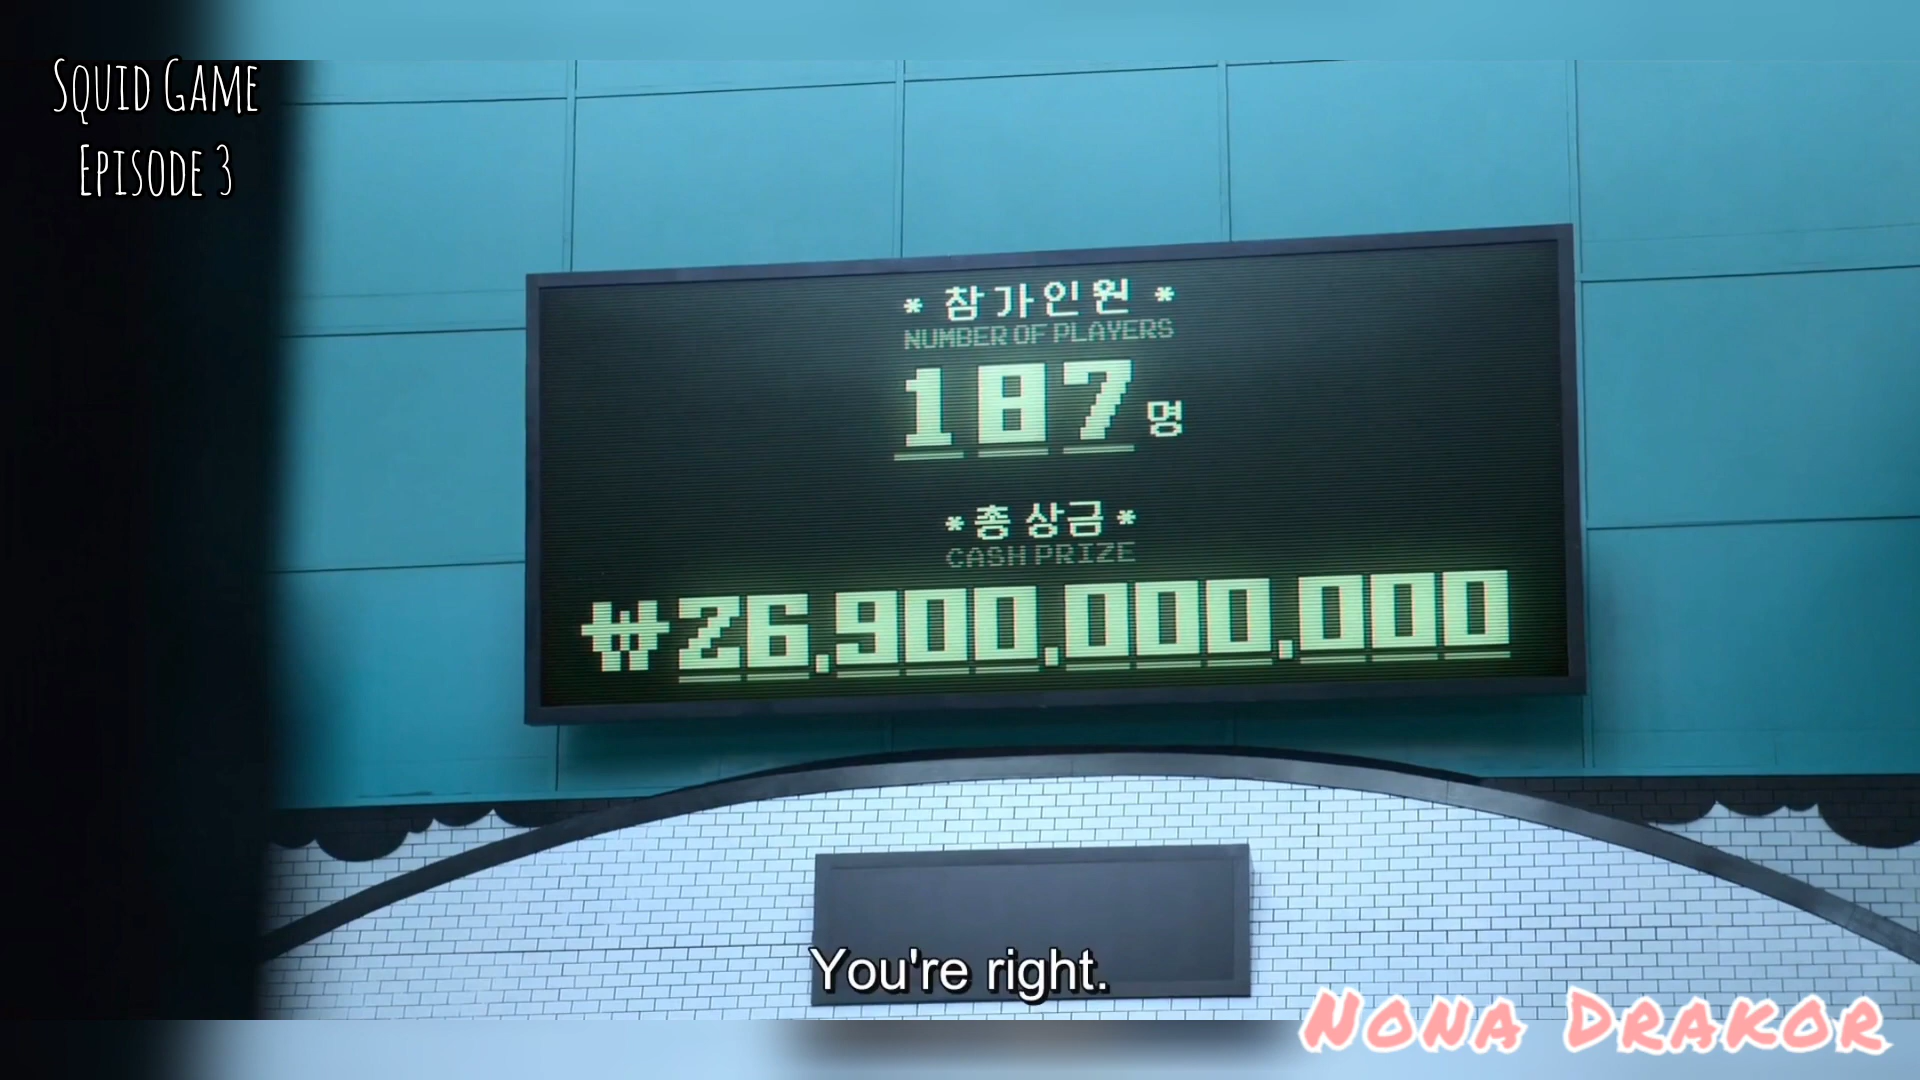 SQUID GAME
EPISODE 3
* 참가인원 *
NUMBER OF PLAYERS
187명
*총 상금*
CASH PRIZE
₩26,900,000,000
You're right.
NONA DRAKOR